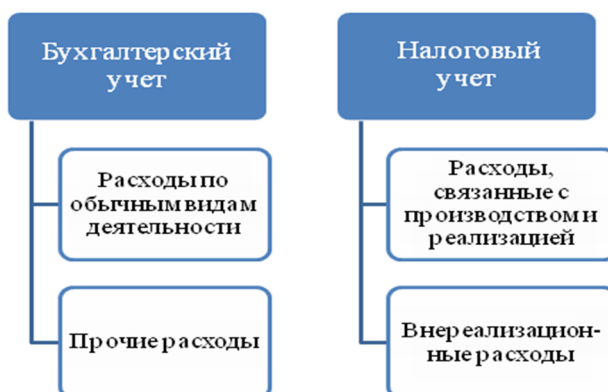 Бухгалтерский
учет
Расходы по
обычным видам
деятельности
Прочие расходы
Налоговый
учет
Расходы,
связанные с
производством и
реализацией
Внереализацион-
ные расходы